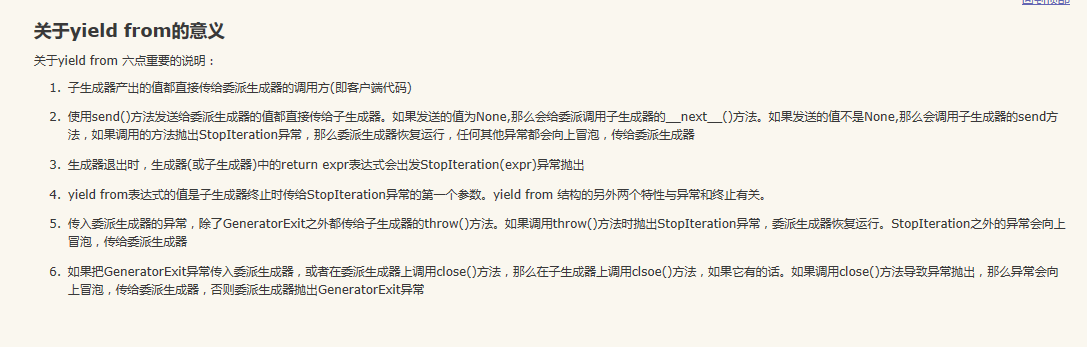 关于yield from的意义
关于yield from 六点重要的说明：
1. 子生成器产出的值都直接传给委派生成器的调用方(即客户端代码)
2. 使用send()方法发送给委派生成器的值都直接传给子生成器。如果发送的值为None,那么会给委派调用子生成器的__next__()方法。如果发送的值不是None,那么会调用子生成器的send方
法，如果调用的方法抛出StopIteration异常，那么委派生成器恢复运行，任何其他异常都会向上冒泡，传给委派生成器
3. 生成器退出时，生成器(或子生成器)中的return expr表达式会出发StopIteration(expr)异常抛出
4. yield from表达式的值是子生成器终止时传给StopIteration异常的第一个参数。yield from 结构的另外两个特性与异常和终止有关。
5. 传入委派生成器的异常，除了GeneratorExit之外都传给子生成器的throw()方法。如果调用throw()方法时抛出StopIteration异常，委派生成器恢复运行。StopIteration之外的异常会向上
冒泡，传给委派生成器
6. 如果把GeneratorExit异常传入委派生成器，或者在委派生成器上调用close()方法，那么在子生成器上调用clsoe()方法，如果它有的话。如果调用close()方法导致异常抛出，那么异常会向
上冒泡，传给委派生成器，否则委派生成器抛出GeneratorExit异常